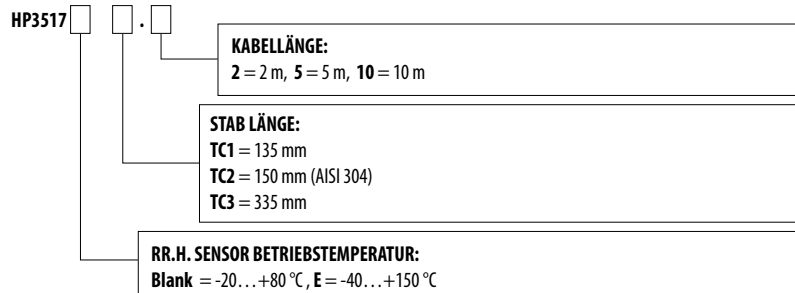 HP3517 .
KABELLÄNGE:
2 = 2 m, 5 = 5 m, 10 = 10 m
STAB LÄNGE:
TC1 = 135 mm
TC2 = 150 mm (AISI 304)
TC3 = 335 mm
RR.H. SENSOR BETRIEBSTEMPERATUR:
Blank = -20…+80 °C, E = -40…+150 °C